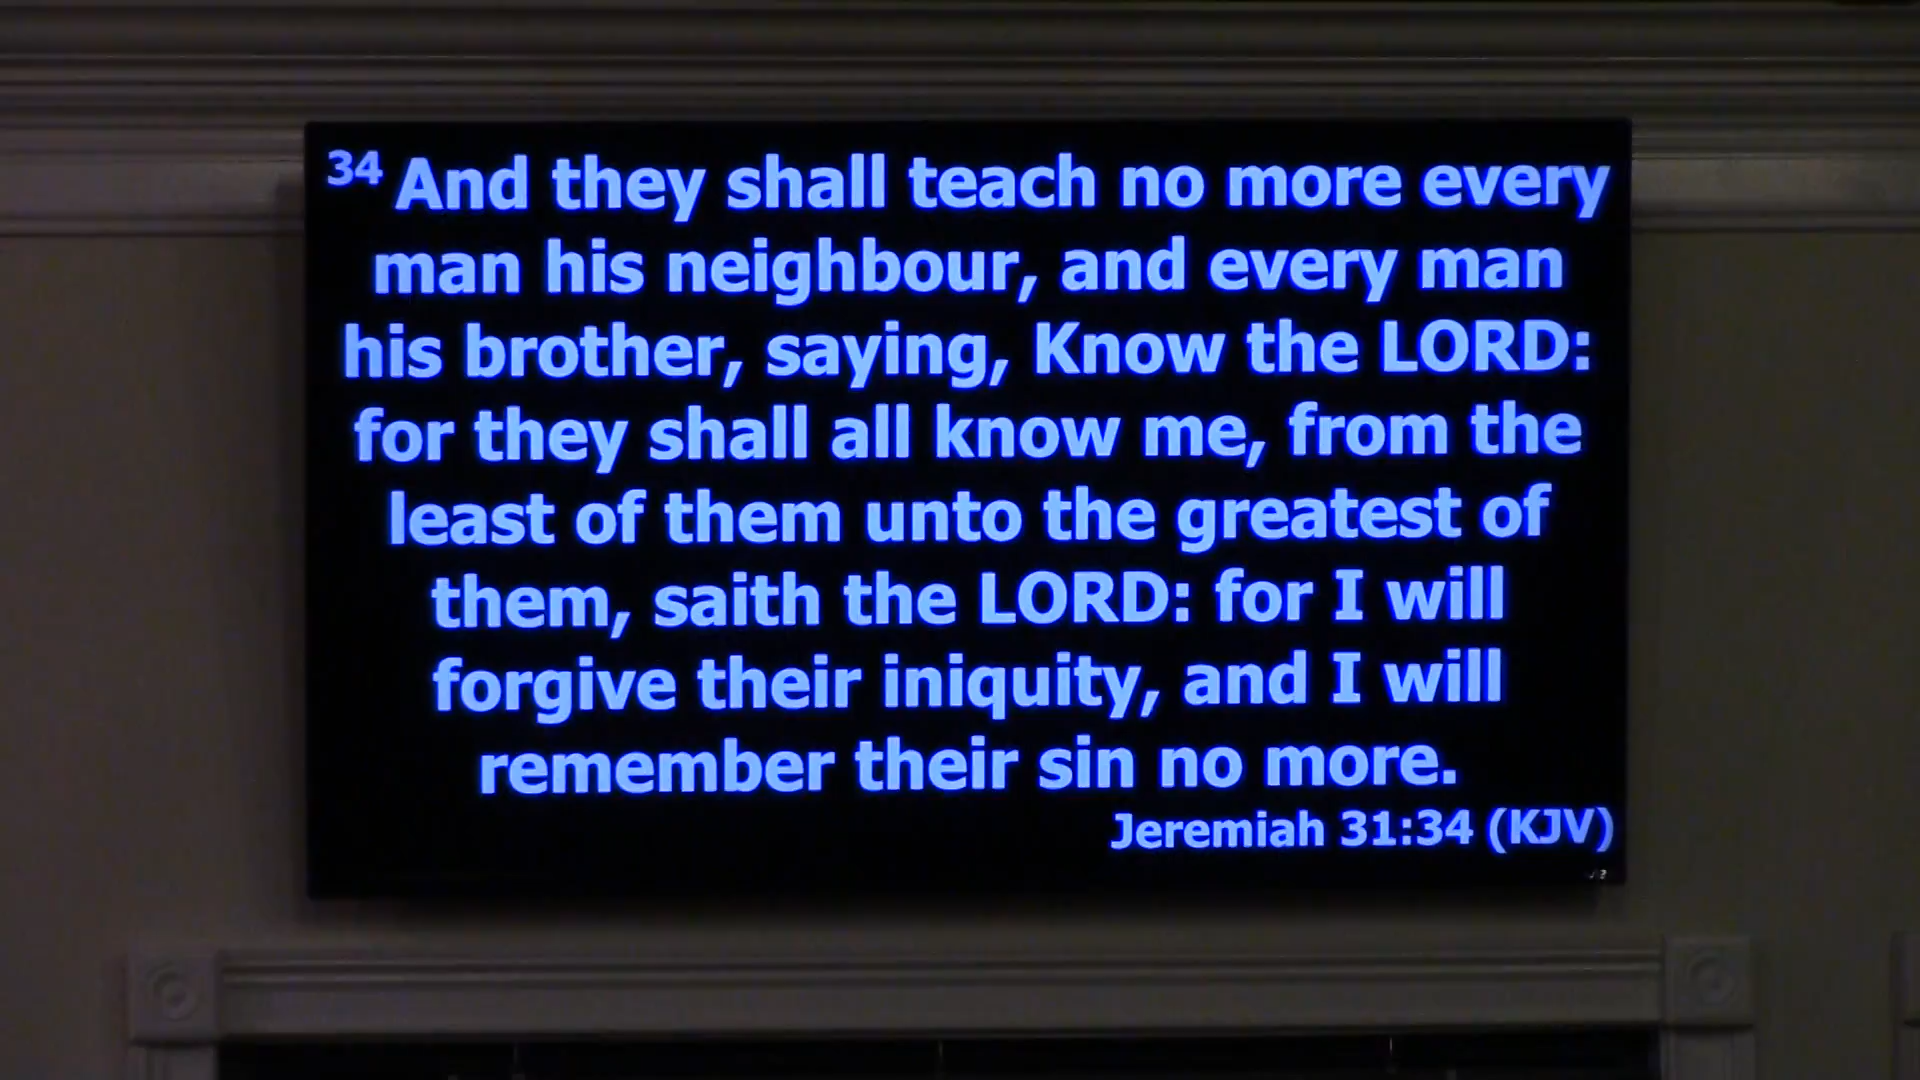 34 And they shall teach no more every
man his neighbour, and every man
his brother, saying, Know the LORD:
for they shall all know me, from the
least of them unto the greatest of
them, saith the LORD: for I will
forgive their iniquity, and I will
remember their sin no more.
Jeremiah 31:34 (KJV)